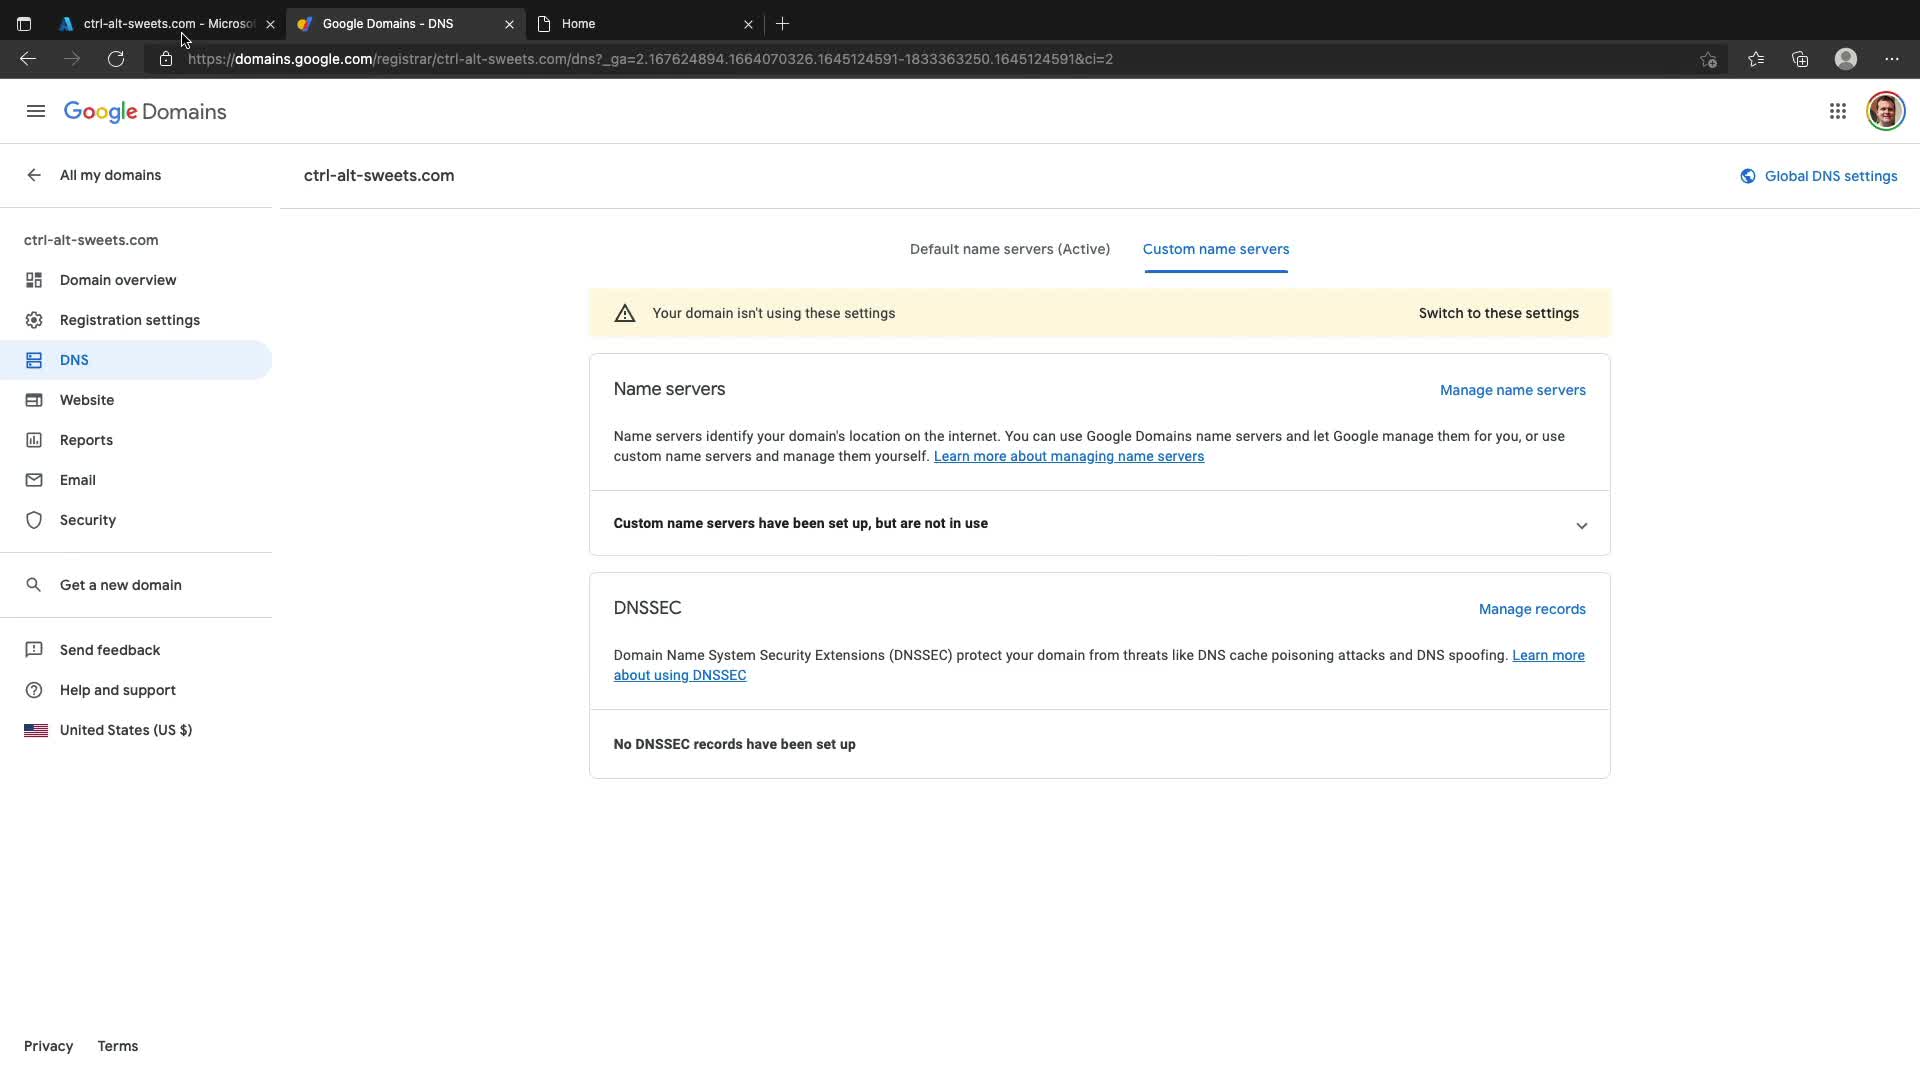 ctrl-alt-sweets.com - Microso
Google Domains - DNS
Home
https://domains.google.com/registrar/ctrl-alt-sweets.com/dns?_ga=2.167624894.1664070326.1645124591-1833363250.1645124591&ci=2
Google Domains
All my domains
ctrl-alt-sweets.com
Global DNS settings
ctrl-alt-sweets.com
Domain overview
Registration settings
DNS
Website
Reports
Email
Security
Get a new domain
Send feedback
Help and support
United States (US $)
Default name servers (Active)
Custom name servers
Your domain isn't using these settings
Switch to these settings
Name servers
Manage name servers
Name servers identify your domain's location on the internet. You can use Google Domains name servers and let Google manage them for you, or use
custom name servers and manage them yourself. Learn more about managing name servers
Custom name servers have been set up, but are not in use
DNSSEC
Manage records
Domain Name System Security Extensions (DNSSEC) protect your domain from threats like DNS cache poisoning attacks and DNS spoofing. Learn more
about using DNSSEC
No DNSSEC records have been set up
Privacy
Terms